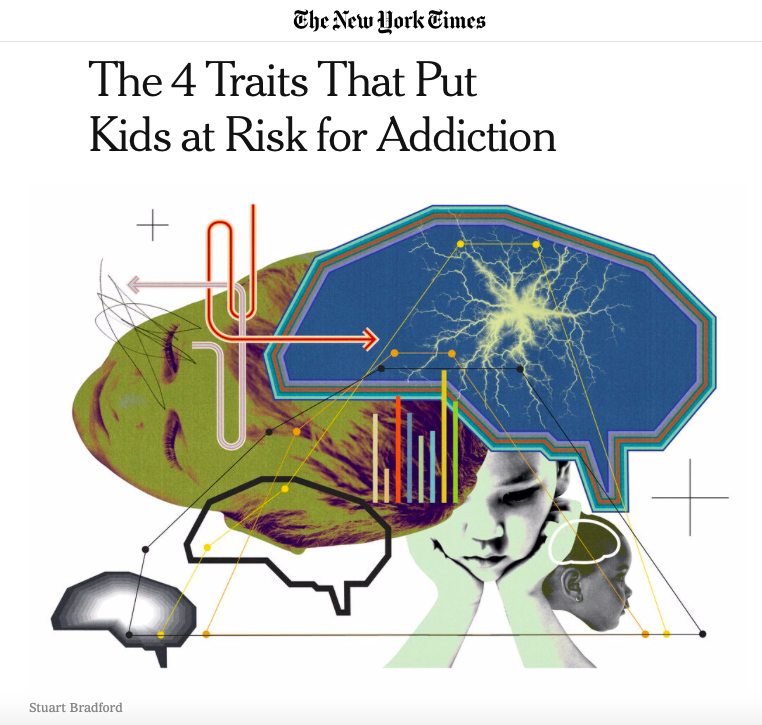 The New York Times
The 4 Traits That Put
Kids at Risk for Addiction
Stuart Bradford